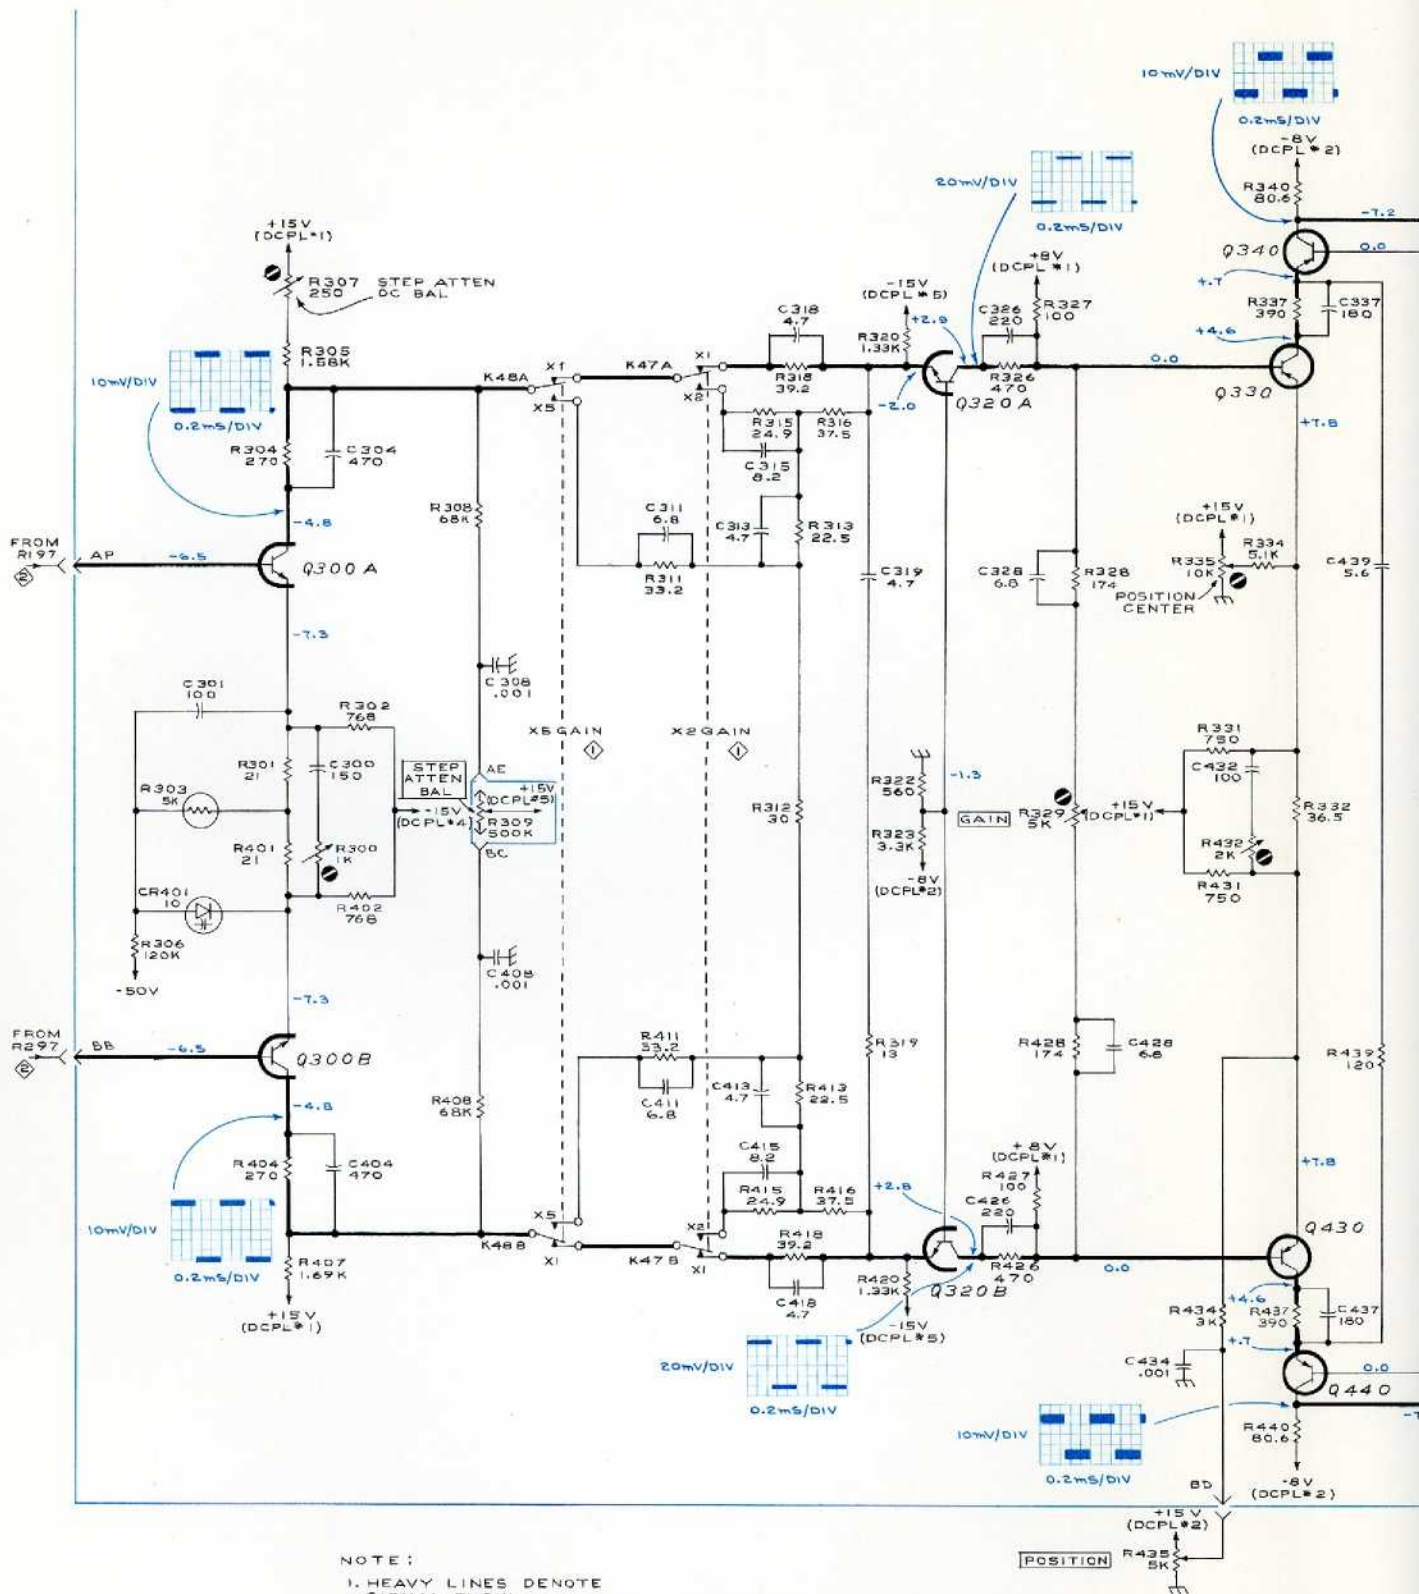 10mV/DIV
0.2mS/DIV
-8V
(DCPL#2)
R340
80.6
-7.2
20mV/DIV
0.2mS/DIV
Q340
0.0
+.7
+15V
(DCPL#1)
R307
250
STEP ATTEN
DC BAL
-15V
(DCPL#5)
+8V
(DCPL#1)
R337
390
C337
180
C318
4.7
+2.9
C326
220
R327
100
R320
1.33K
+4.6
R305
1.58K
X1
K47A
X1
0.0
10mV/DIV
K48A
R318
39.2
R326
470
X5
X2
-2.0
Q320A
Q330
0.2mS/DIV
R315
24.9
R316
37.5
+7.8
R304
270
C304
470
C315
8.2
R308
68K
C311
6.8
C313
4.7
R313
22.5
-4.8
+15V
(DCPL#1)
FROM
R197
2
AP
-6.5
Q300A
R311
33.2
C319
4.7
C328
6.8
R328
174
R335
10K
R334
5.1K
POSITION
CENTER
C439
5.6
-7.3
C301
100
C308
.001
R302
768
X5 GAIN
1
X2 GAIN
1
R331
750
R301
21
C300
150
STEP
ATTEN
BAL
AE
+15V
(DCPL#5)
C432
100
R303
5K
-15V
(DCPL#4)
R309
500K
R312
30
R322
560
-1.3
GAIN
R329
5K
+15V
(DCPL#1)
R332
36.5
R401
21
R300
1K
BC
R323
3.3K
R432
2K
-8V
(DCPL#2)
R431
750
CR401
10
R402
768
R306
120K
C408
.001
-50V
-7.3
FROM
R297
2
BB
-6.5
Q300B
R411
33.2
R319
13
R428
174
C428
6.8
R439
120
-4.8
R408
68K
C411
6.8
C413
4.7
R413
22.5
R404
270
C404
470
C415
8.2
+8V
(DCPL#1)
+7.8
R415
24.9
R416
37.5
+2.8
R427
100
C426
220
10mV/DIV
X5
X2
R418
39.2
Q430
K48B
X1
K47B
X1
R426
470
0.0
0.2mS/DIV
R407
1.69K
C418
4.7
R420
1.33K
Q320B
+4.6
R437
390
C437
180
+15V
(DCPL#1)
-15V
(DCPL#5)
R434
3K
+.7
20mV/DIV
C434
.001
0.0
Q440
0.2mS/DIV
10mV/DIV
R440
80.6
-7
0.2mS/DIV
BD
-8V
(DCPL#2)
+15V
(DCPL#2)
POSITION
R435
5K
NOTE:
1. HEAVY LINES DENOTE